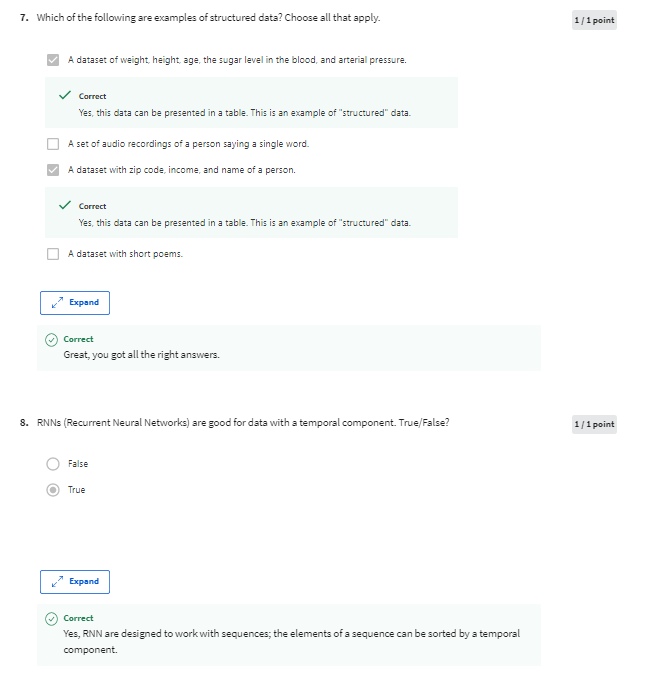 7. Which of the following are examples of structured data? Choose all that apply.
1 / 1 point
A dataset of weight, height, age, the sugar level in the blood, and arterial pressure.
Correct
Yes, this data can be presented in a table. This is an example of "structured" data.
A set of audio recordings of a person saying a single word.
A dataset with zip code, income, and name of a person.
Correct
Yes, this data can be presented in a table. This is an example of "structured" data.
A dataset with short poems.
Expand
Correct
Great, you got all the right answers.
8. RNNs (Recurrent Neural Networks) are good for data with a temporal component. True/False?
1 / 1 point
False
True
Expand
Correct
Yes, RNN are designed to work with sequences; the elements of a sequence can be sorted by a temporal
component.